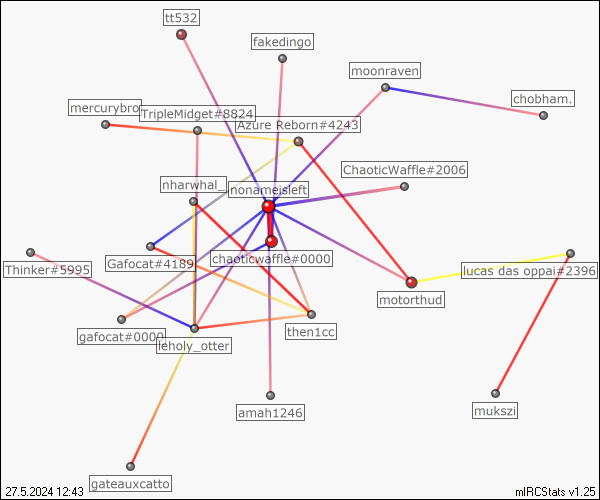 tt532
fakedingo
moonraven
chobham.
mercurybro
TripleMidget#8824
Azure Reborn#4243
ChaoticWaffle#2006
nharwhal_
nonameisleft
Thinker#5995
Gafocat#4189
chaoticwaffle#0000
lucas das oppai#2396
motorthud
gafocat#0000
then1cc
leholy_otter
amah1246
mukszi
gateauxcatto
27.5.2024 12:43
mIRCStats v1.25